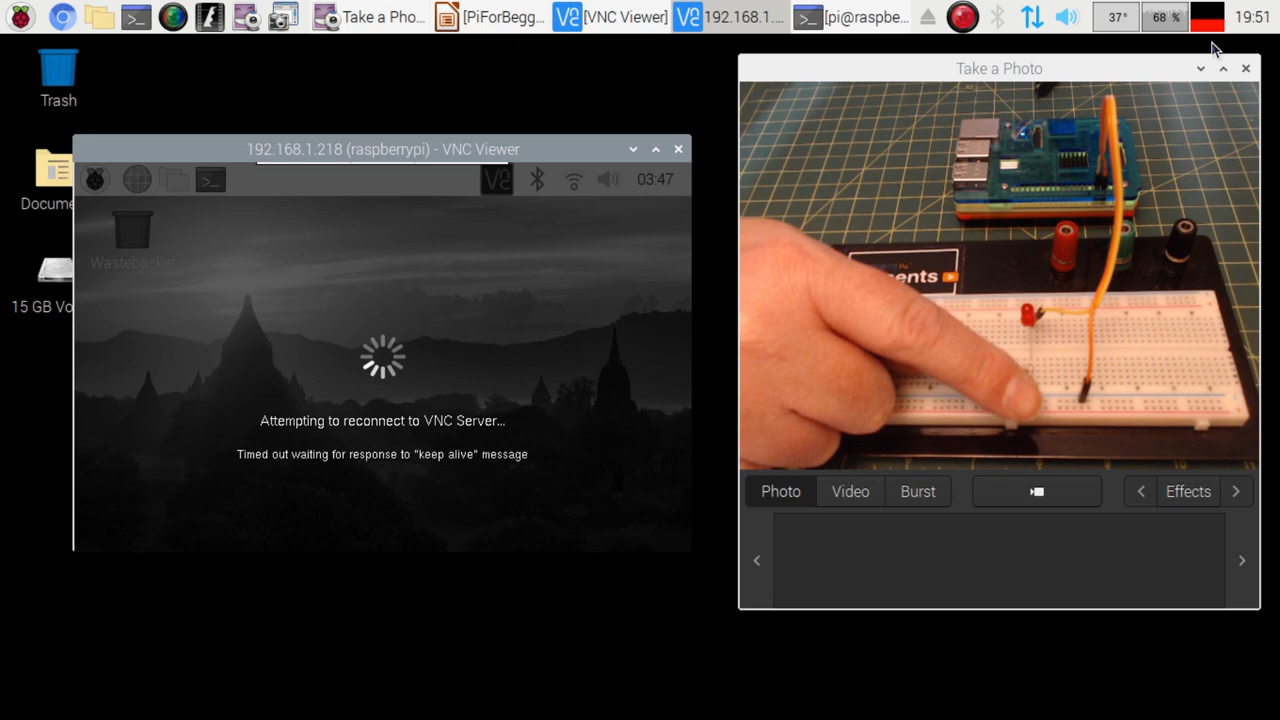 Take a Pho...
[PiForBegg...
[VNC Viewer]
192.168.1....
[pi@raspbe...
37°
68 %
19:51
Trash
Docume
15 GB Vo
192.168.1.218 (raspberrypi) - VNC Viewer
03:47
Wastebasket
Attempting to reconnect to VNC Server...
Timed out waiting for response to "keep alive" message
Take a Photo
ents
Photo
Video
Burst
Effects